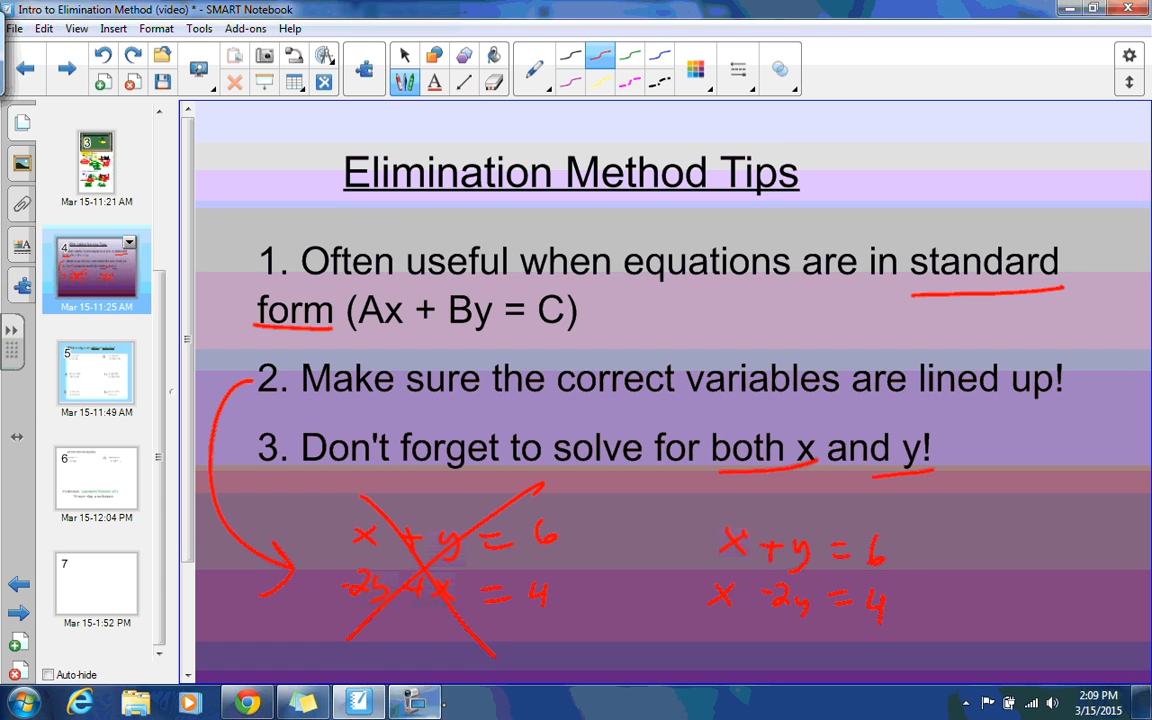 Intro to Elimination Method (video) * - SMART Notebook
File Edit View Insert Format Tools Add-ons Help
3
Mar 15-11:21 AM
4
Mar 15-11:25 AM
5
Mar 15-11:49 AM
6
Mar 15-12:04 PM
7
Mar 15-1:52 PM
Auto-hide
Elimination Method Tips
1. Often useful when equations are in standard
form (Ax + By = C)
2. Make sure the correct variables are lined up!
3. Don't forget to solve for both x and y!
x + y = 6
-2y + x = 4
x + y = 6
x -2y = 4
2:09 PM
3/15/2015